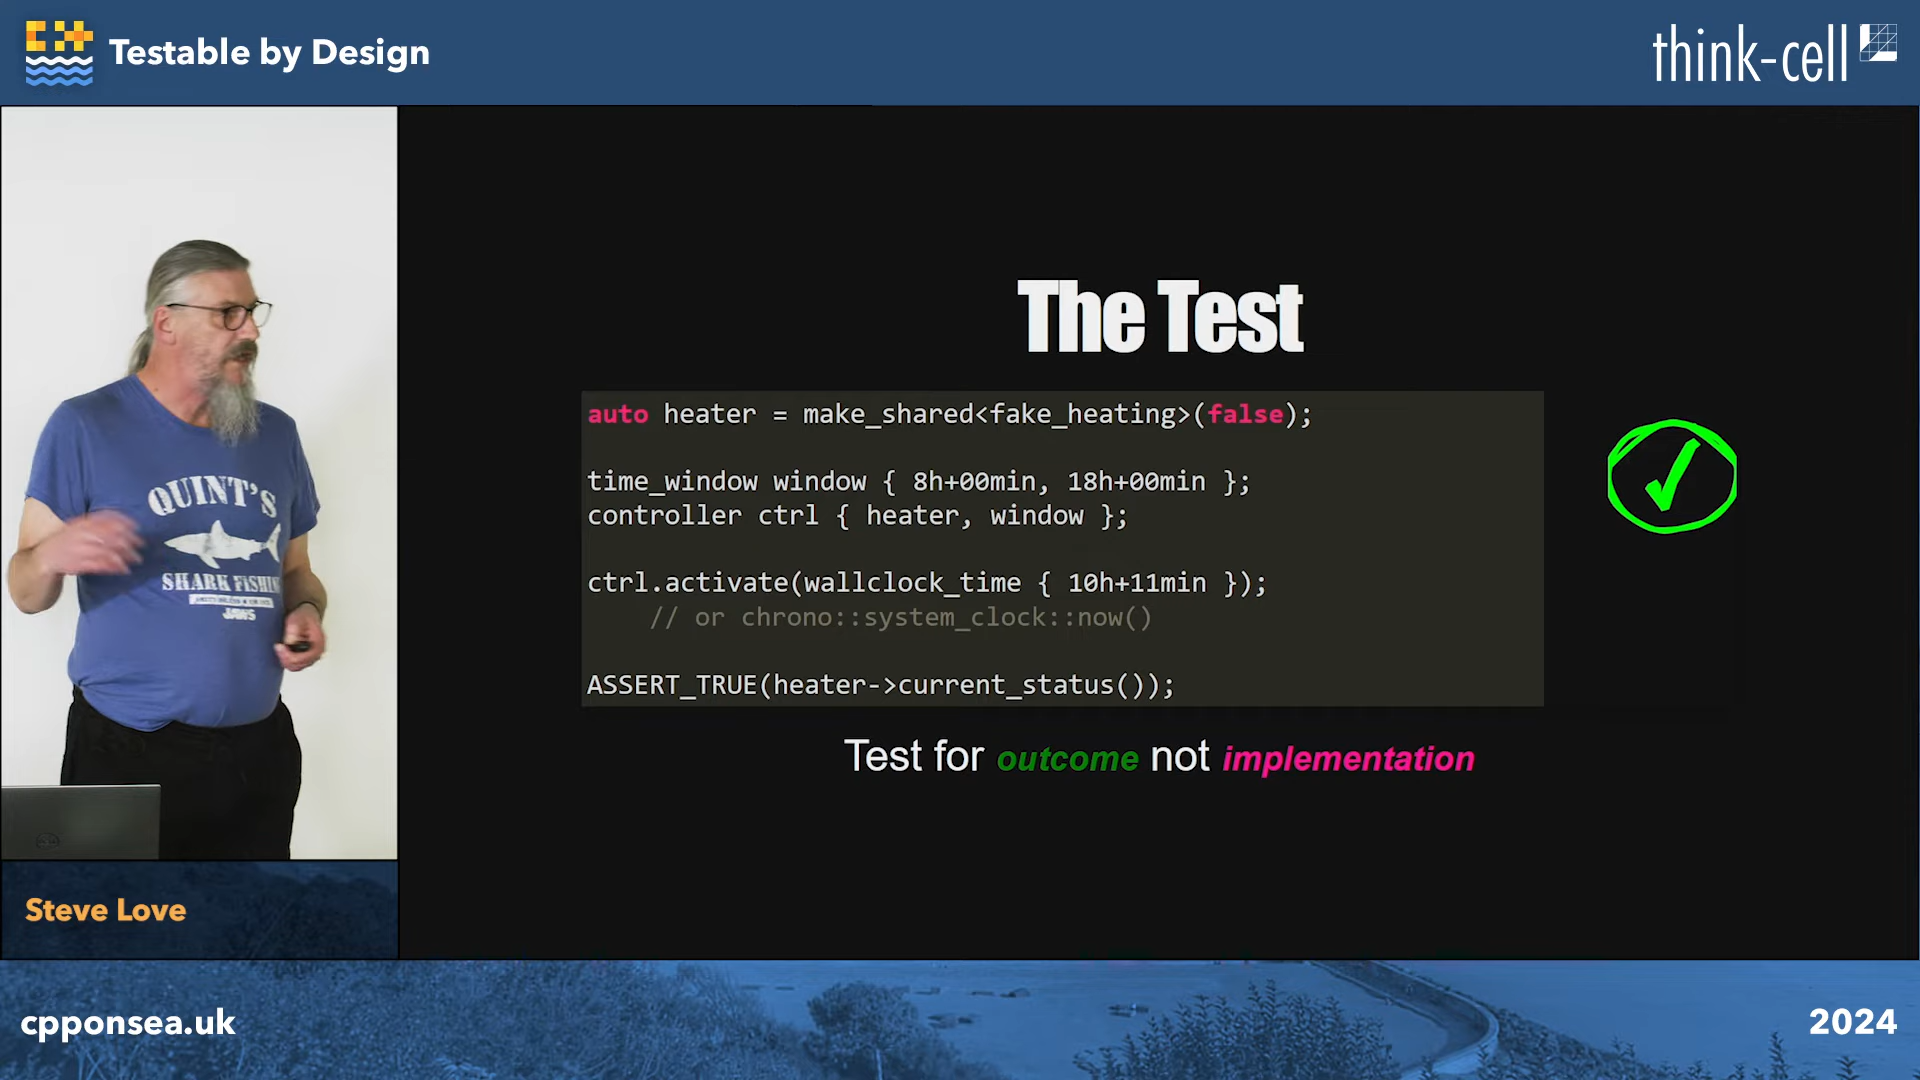 Testable by Design
think-cell
QUINT'S
SHARK FISHING
JAWS
The Test
auto heater = make_shared<fake_heating>(false);
time_window window { 8h+00min, 18h+00min };
controller ctrl { heater, window };
ctrl.activate(wallclock_time { 10h+11min });
// or chrono::system_clock::now()
ASSERT_TRUE(heater->current_status());
Test for outcome not implementation
Steve Love
cpponsea.uk
2024